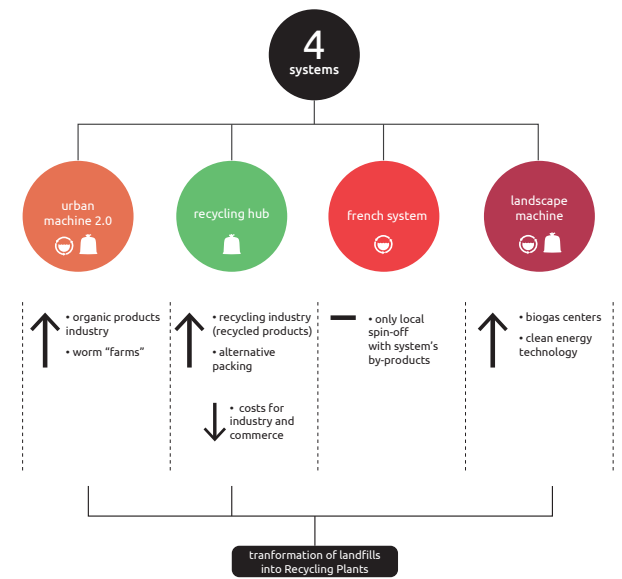 4
systems
urban
machine 2.0
recycling hub
french system
landscape
machine
• organic products
industry
• worm “farms”
• recycling industry
(recycled products)
• alternative
packing
• costs for
industry and
commerce
• only local
spin-off
with system’s
by-products
• biogas centers
• clean energy
technology
tranformation of landfills
into Recycling Plants